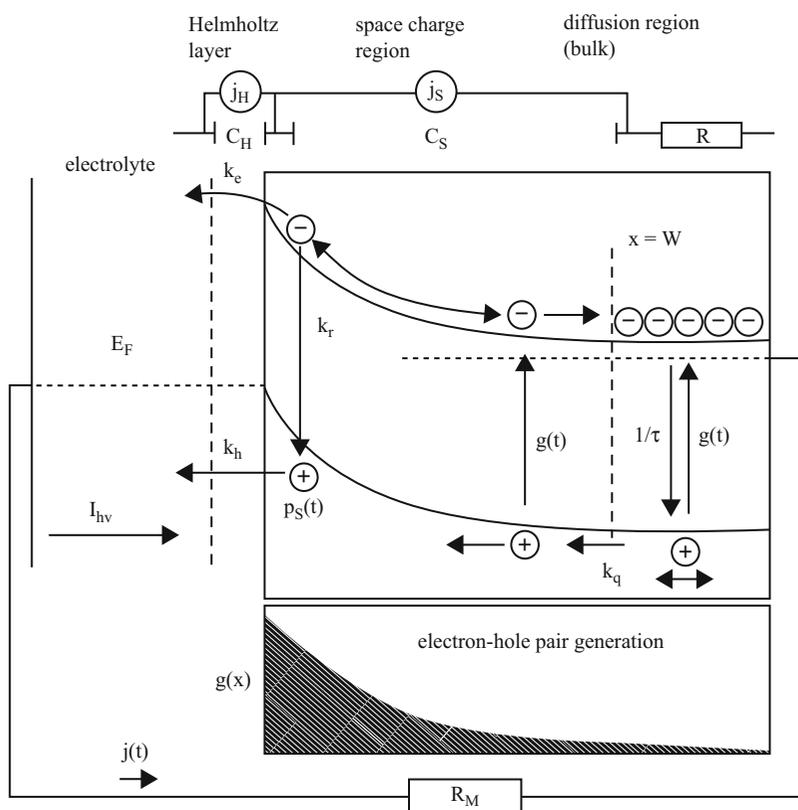 Helmholtz
layer
space charge
region
diffusion region
(bulk)
j_H
j_S
C_H
C_S
R
electrolyte
k_e
−
x = W
k_r
−
− − − − −
E_F
g(t)
1/τ
g(t)
k_h
+
p_S(t)
I_hv
+
k_q
+
electron-hole pair generation
g(x)
j(t)
R_M